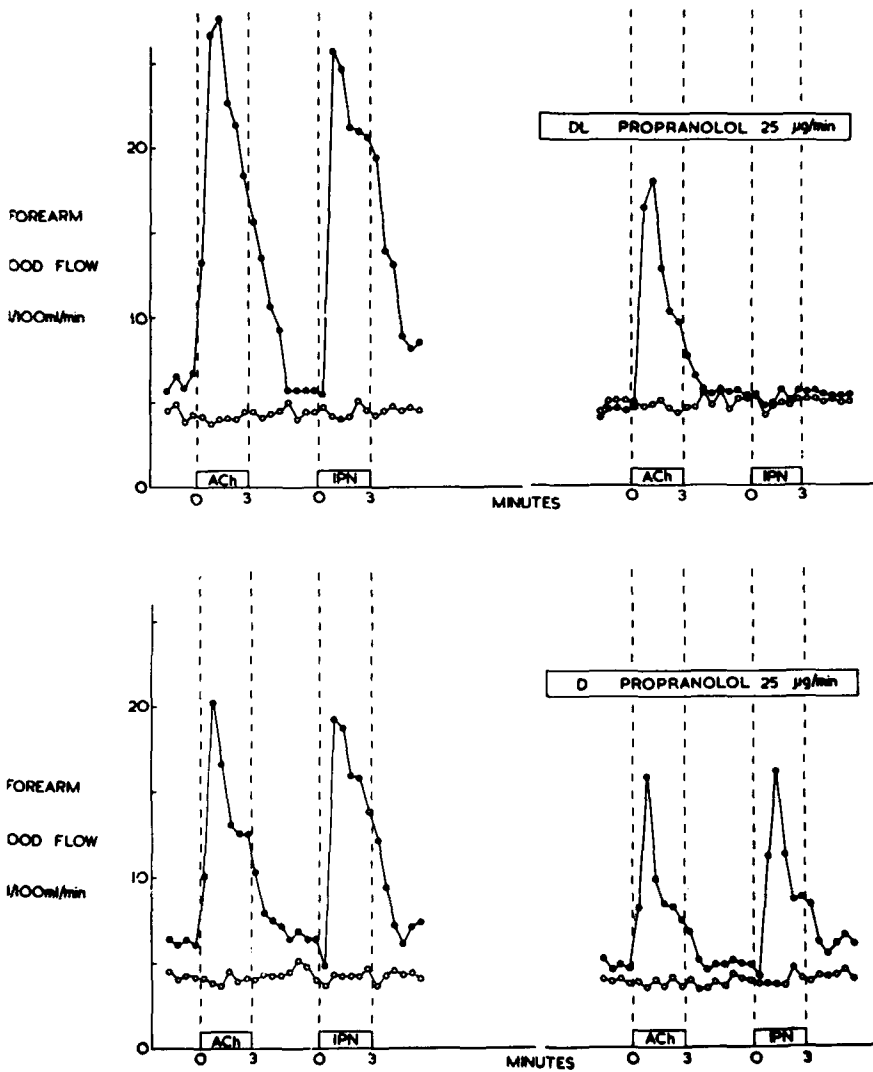 20
10
0
FOREARM
OOD FLOW
l/100ml/min
DL PROPRANOLOL 25 µg/min
ACh
IPN
ACh
IPN
0 3 0 3 0 3 0 3
MINUTES
20
10
0
FOREARM
OOD FLOW
l/100ml/min
D PROPRANOLOL 25 µg/min
ACh
IPN
ACh
IPN
0 3 0 3 0 3 0 3
MINUTES